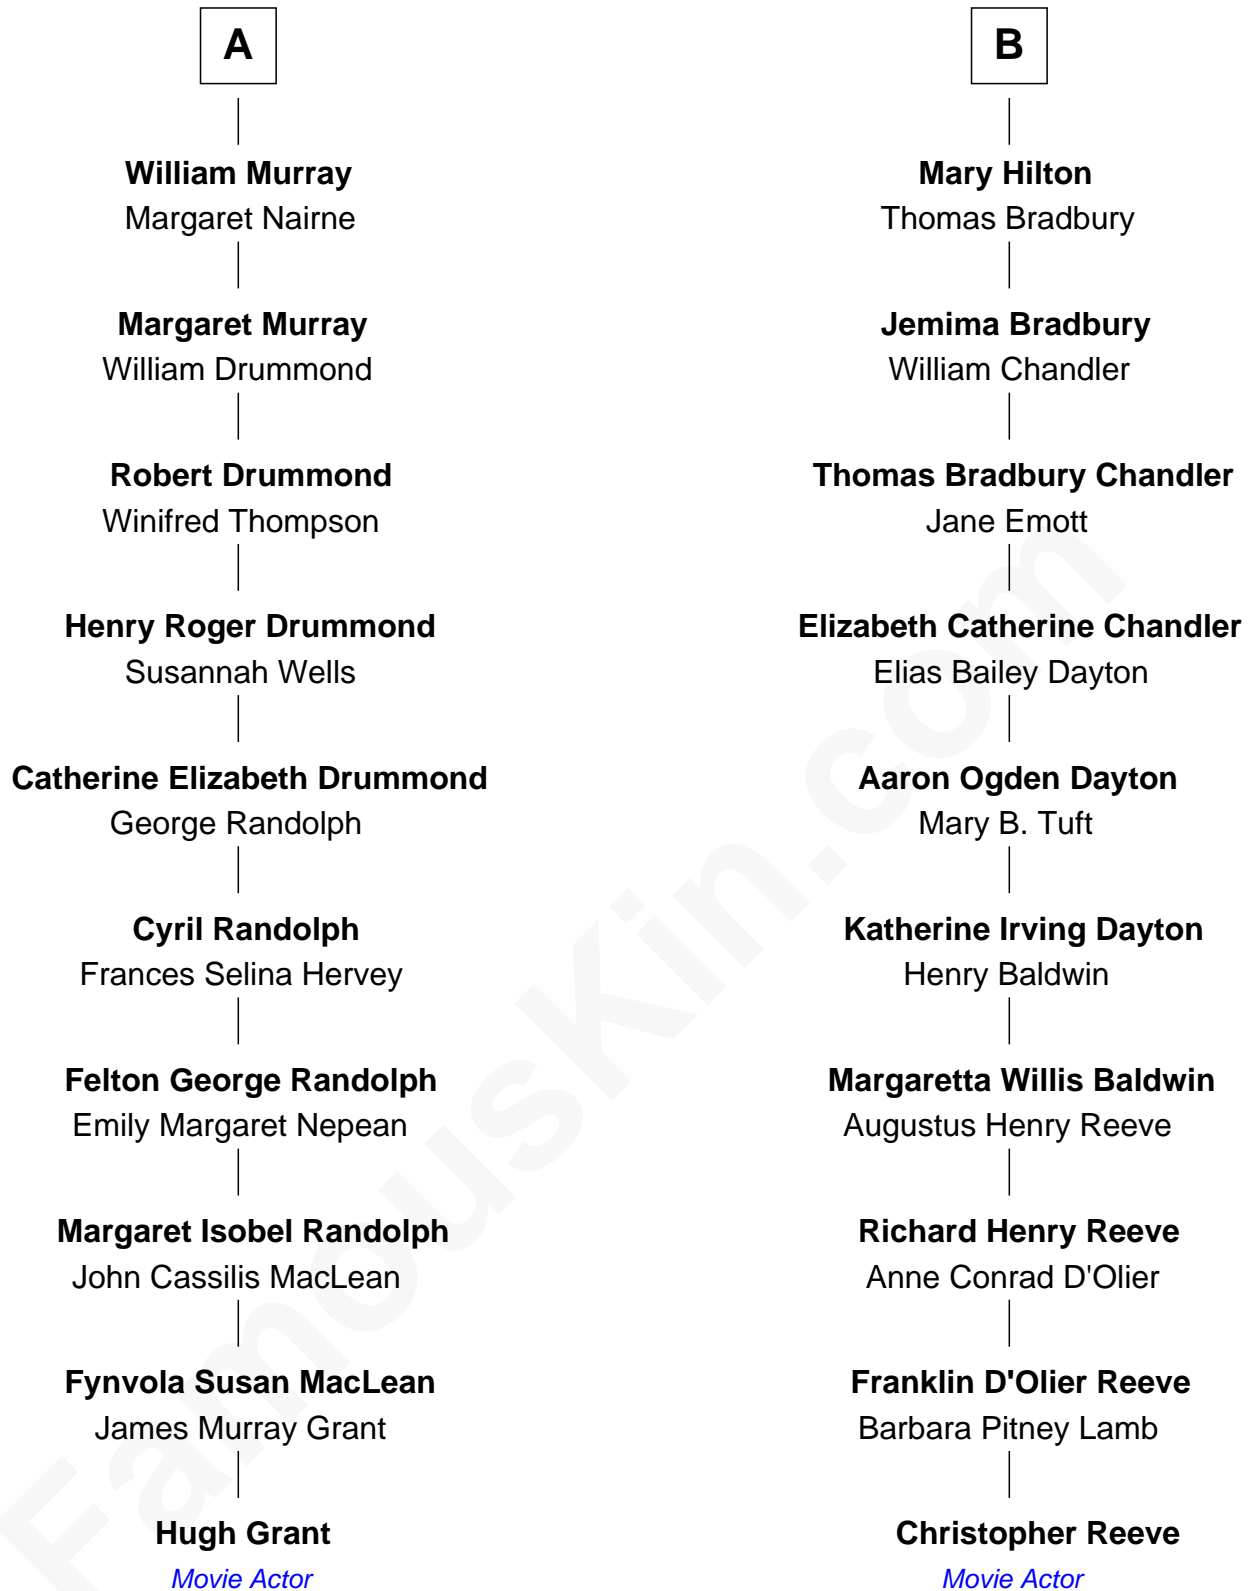 A
William Murray
Margaret Nairne
Margaret Murray
William Drummond
Robert Drummond
Winifred Thompson
Henry Roger Drummond
Susannah Wells
Catherine Elizabeth Drummond
George Randolph
Cyril Randolph
Frances Selina Hervey
Felton George Randolph
Emily Margaret Nepean
Margaret Isobel Randolph
John Cassilis MacLean
Fynvola Susan MacLean
James Murray Grant
Hugh Grant
Movie Actor
B
Mary Hilton
Thomas Bradbury
Jemima Bradbury
William Chandler
Thomas Bradbury Chandler
Jane Emott
Elizabeth Catherine Chandler
Elias Bailey Dayton
Aaron Ogden Dayton
Mary B. Tuft
Katherine Irving Dayton
Henry Baldwin
Margaretta Willis Baldwin
Augustus Henry Reeve
Richard Henry Reeve
Anne Conrad D'Olier
Franklin D'Olier Reeve
Barbara Pitney Lamb
Christopher Reeve
Movie Actor
FamousKin.com